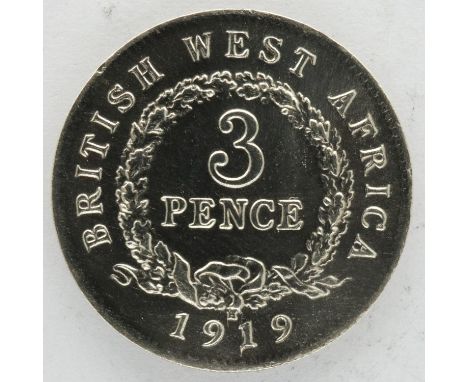 BRITISH WEST AFRICA
3
PENCE
H
1919